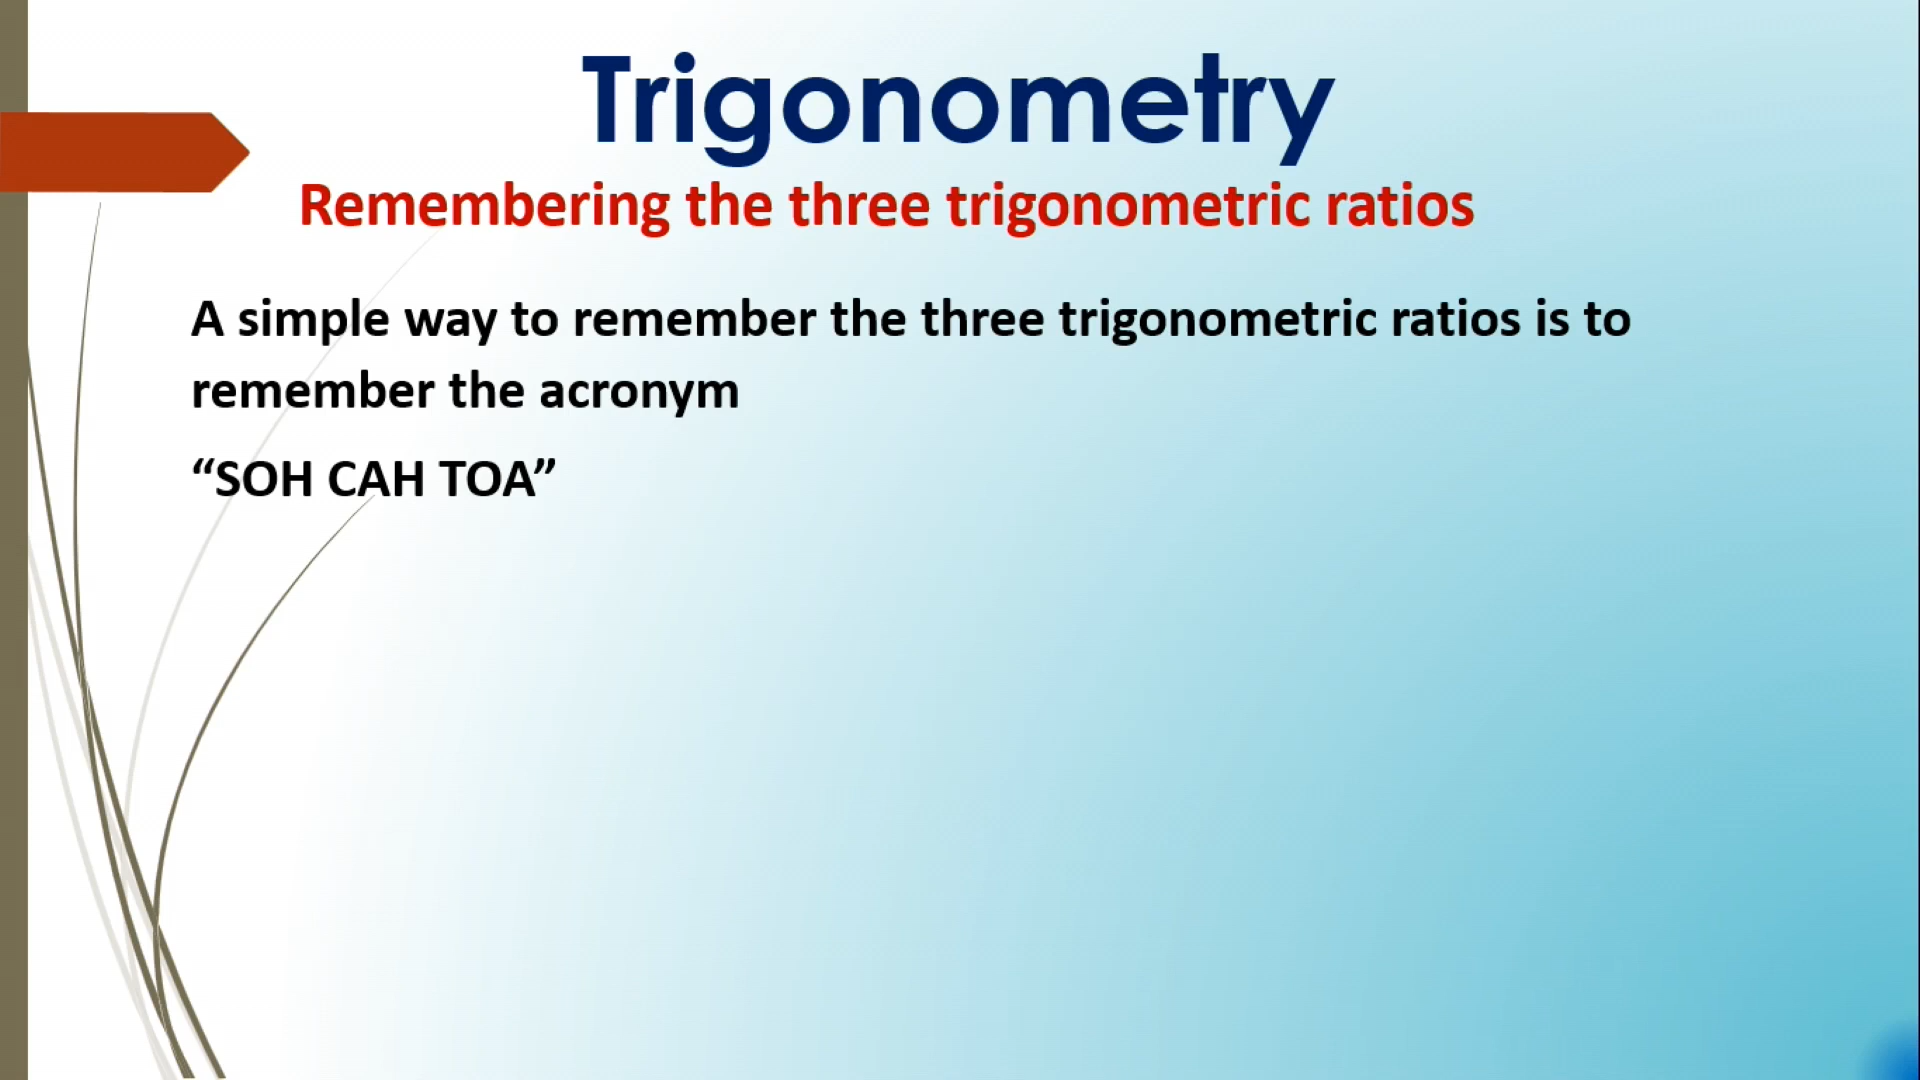 Trigonometry
Remembering the three trigonometric ratios
A simple way to remember the three trigonometric ratios is to
remember the acronym
“SOH CAH TOA”